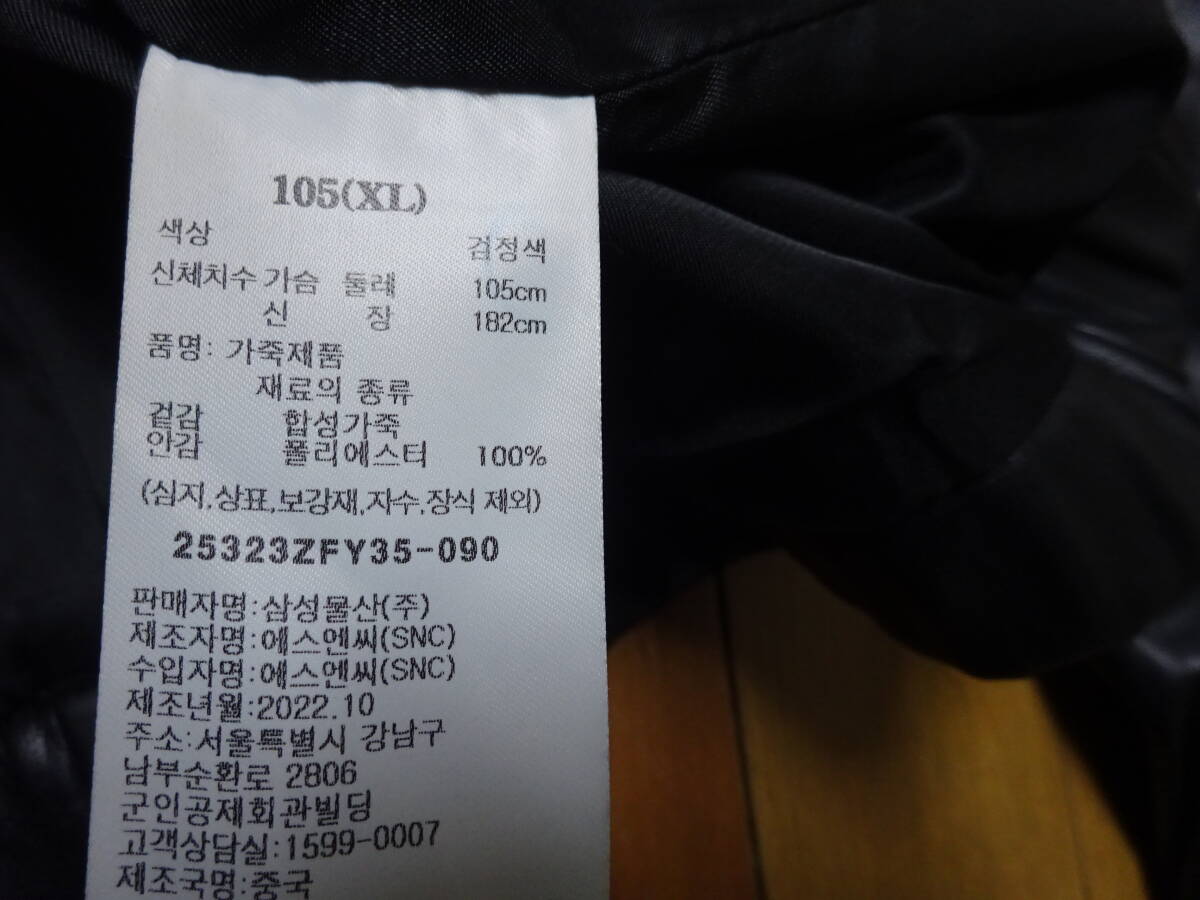 105(XL)
색상 검정색
신체치수 가슴 둘레 105cm
신 장 182cm
품명: 가죽제품
재료의 종류
겉감 합성가죽
안감 폴리에스터 100%
(심지,상표,보강재,자수,장식 제외)
25323ZFY35-090
판매자명:삼성물산(주)
제조자명:에스엔씨(SNC)
수입자명:에스엔씨(SNC)
제조년월:2022.10
주소:서울특별시 강남구
남부순환로 2806
군인공제회관빌딩
고객상담실:1599-0007
제조국명:중국